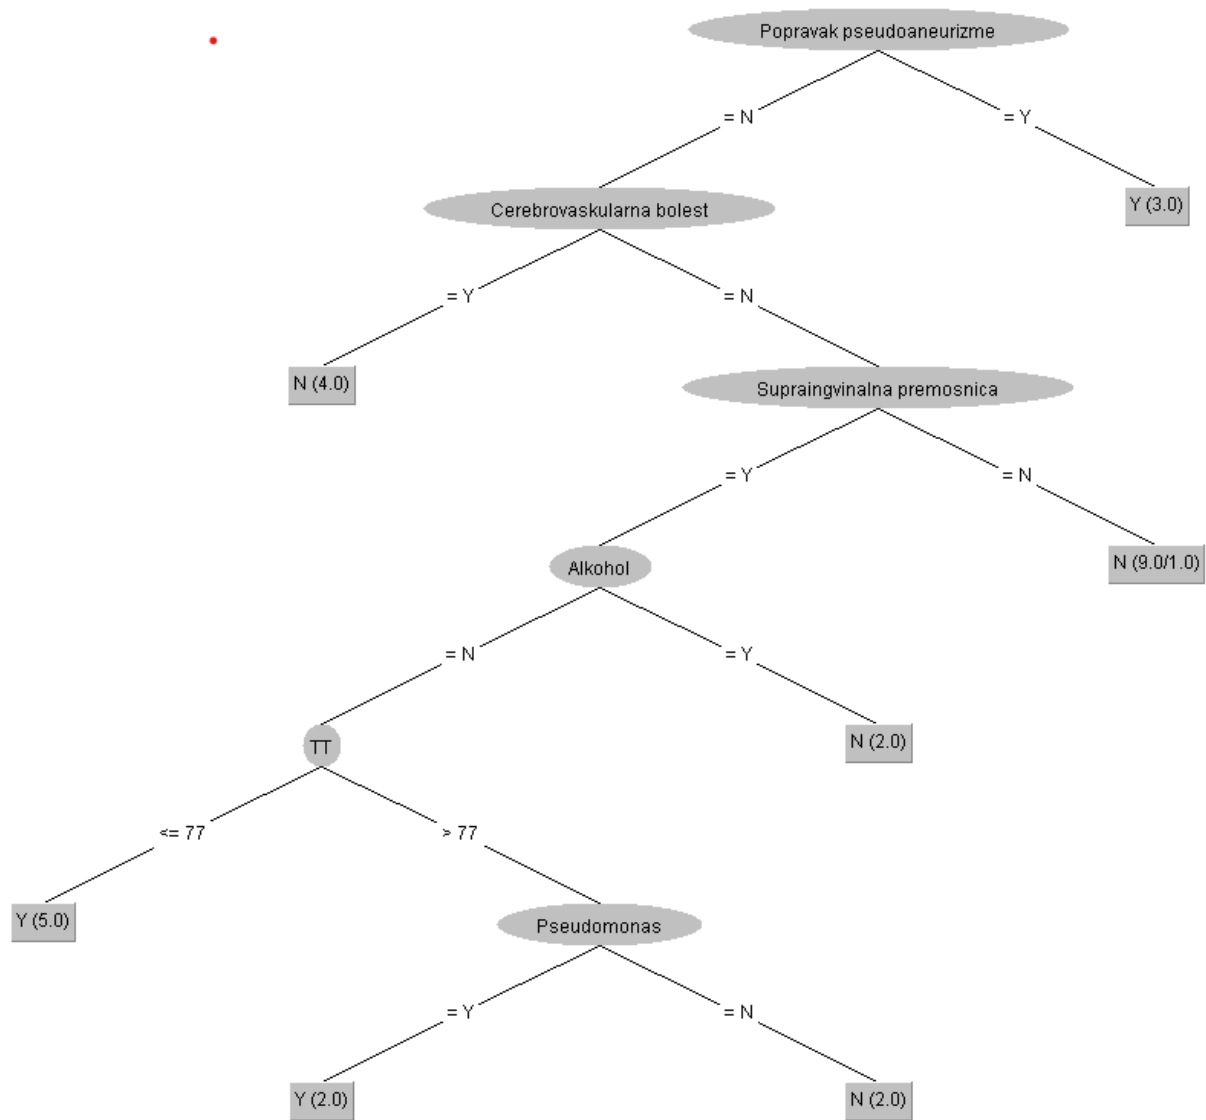 Popravak pseudoaneurizme
= N
= Y
Cerebrovaskularna bolest
Y (3.0)
= Y
= N
N (4.0)
Supraingvinalna premosnica
= Y
= N
Alkohol
N (9.0/1.0)
= N
= Y
TT
N (2.0)
<= 77
> 77
Y (5.0)
Pseudomonas
= Y
= N
Y (2.0)
N (2.0)